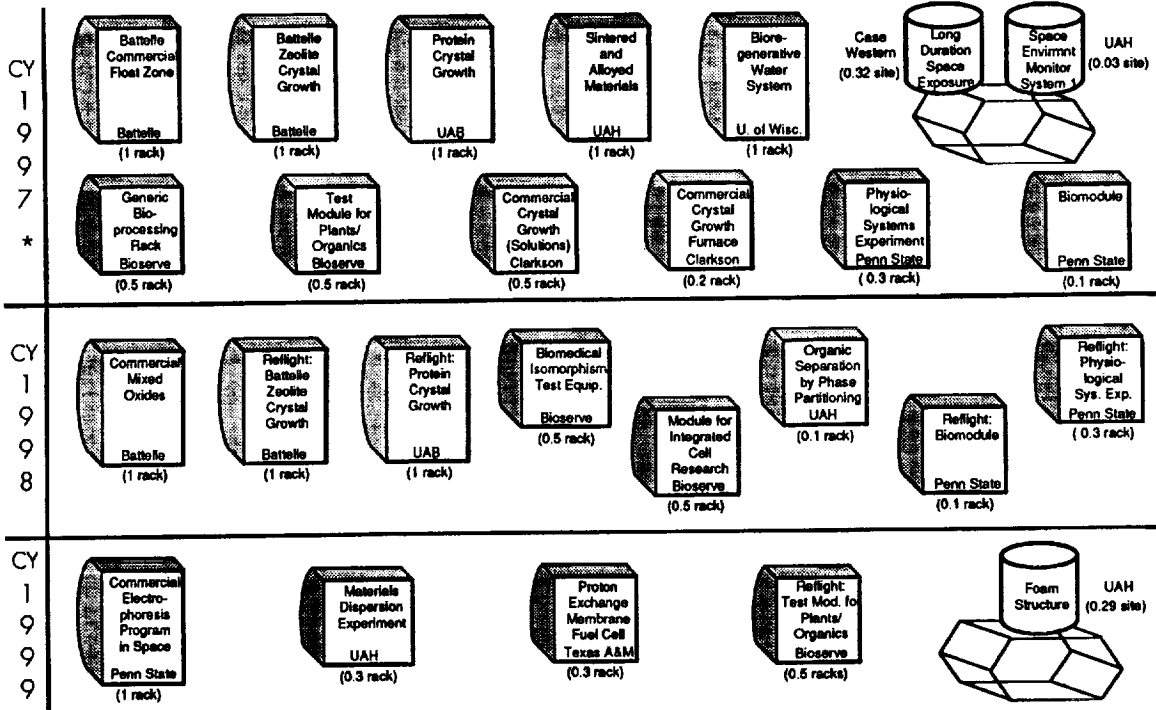 CY
1
9
9
7
*
Battelle
Commercial
Float Zone
Battelle
(1 rack)
Battelle
Zeolite
Crystal
Growth
Battelle
(1 rack)
Protein
Crystal
Growth
UAB
(1 rack)
Sintered
and
Alloyed
Materials
UAH
(1 rack)
Biore-
generative
Water
System
U. of Wisc.
(1 rack)
Case
Western
(0.32 site)
Long
Duration
Space
Exposure
Space
Envirmnt
Monitor
System 1
UAH
(0.03 site)
Generic
Bio-
processing
Rack
Bioserve
(0.5 rack)
Test
Module for
Plants/
Organics
Bioserve
(0.5 rack)
Commercial
Crystal
Growth
(Solutions)
Clarkson
(0.5 rack)
Commercial
Crystal
Growth
Furnace
Clarkson
(0.2 rack)
Physio-
logical
Systems
Experiment
Penn State
( 0.3 rack)
Biomodule
Penn State
(0.1 rack)
CY
1
9
9
8
Commercial
Mixed
Oxides
Battelle
(1 rack)
Reflight:
Battelle
Zeolite
Crystal
Growth
Battelle
(1 rack)
Reflight:
Protein
Crystal
Growth
UAB
(1 rack)
Biomedical
Isomorphism
Test Equip.
Bioserve
(0.5 rack)
Module for
Integrated
Cell
Research
Bioserve
(0.5 rack)
Organic
Separation
by Phase
Partitioning
UAH
(0.1 rack)
Reflight:
Biomodule
Penn State
(0.1 rack)
Reflight:
Physio-
logical
Sys. Exp.
Penn State
( 0.3 rack)
CY
1
9
9
9
Commercial
Electro-
phoresis
Program
in Space
Penn State
(1 rack)
Materials
Dispersion
Experiment
UAH
(0.3 rack)
Proton
Exchange
Membrane
Fuel Cell
Texas A&M
(0.3 rack)
Reflight:
Test Mod. for
Plants/
Organics
Bioserve
(0.5 racks)
Foam
Structure
UAH
(0.29 site)